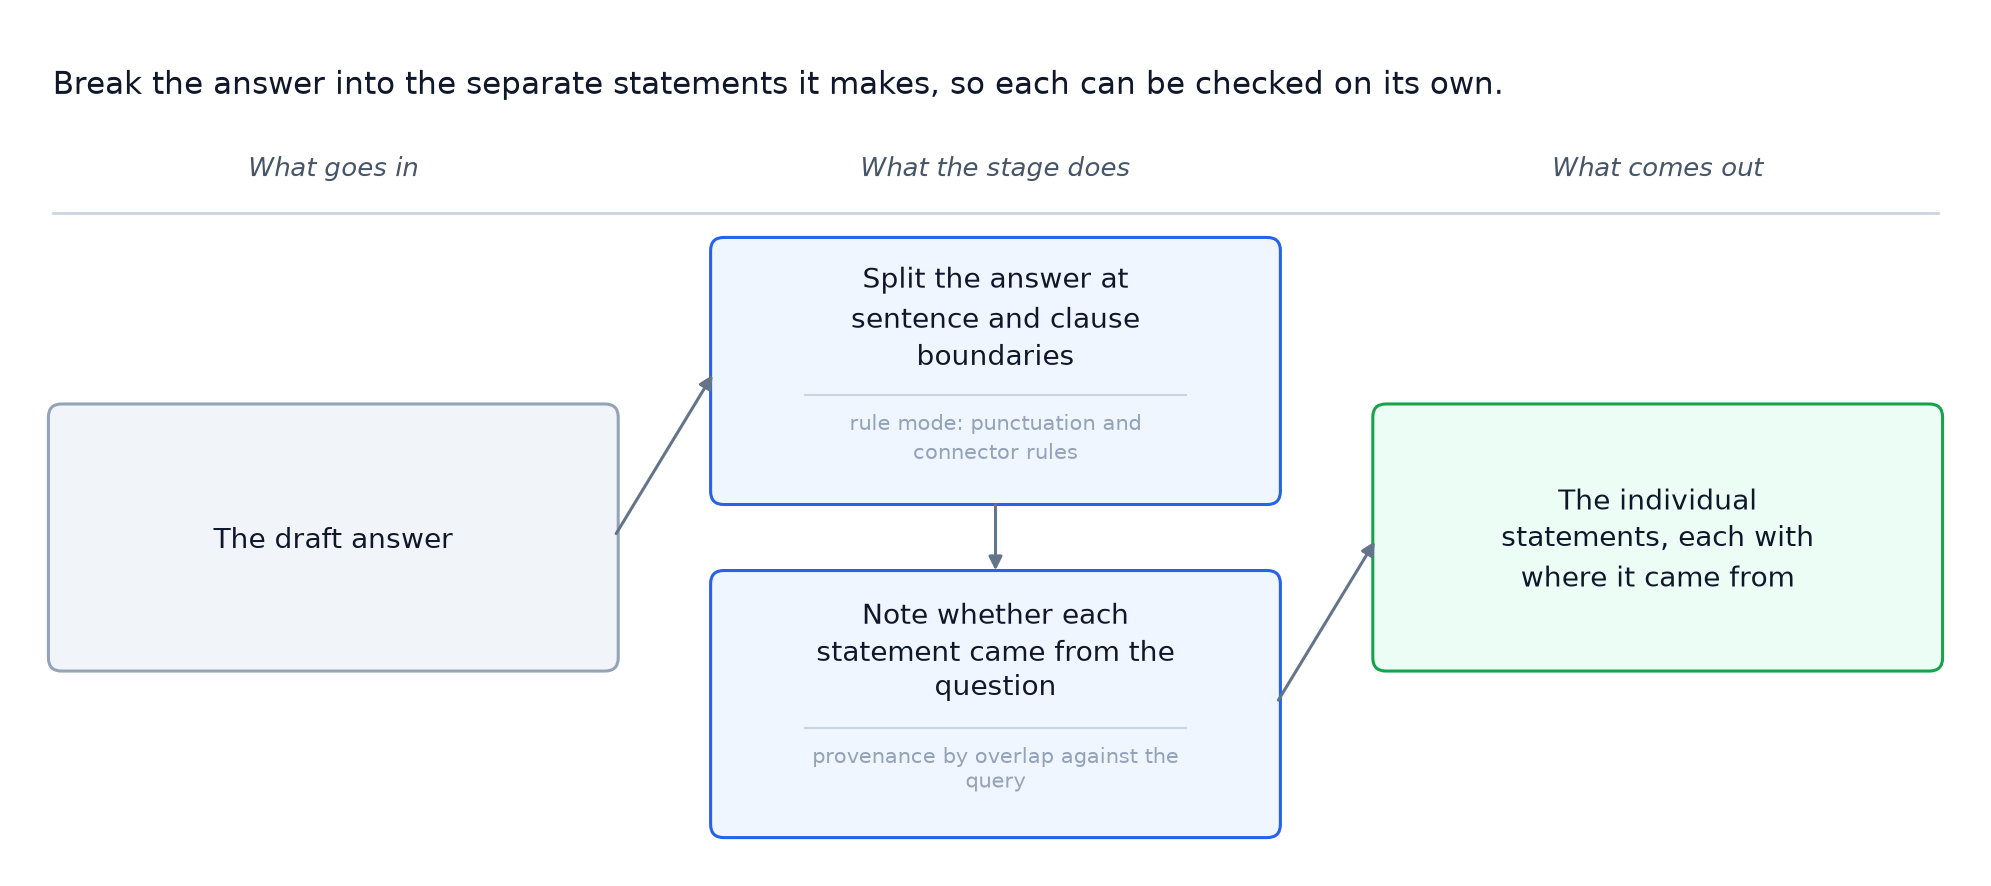 Break the answer into the separate statements it makes, so each can be checked on its own.
What goes in
What the stage does
What comes out
The draft answer
Split the answer at
sentence and clause
boundaries
rule mode: punctuation and
connector rules
Note whether each
statement came from the
question
provenance by overlap against the
query
The individual
statements, each with
where it came from